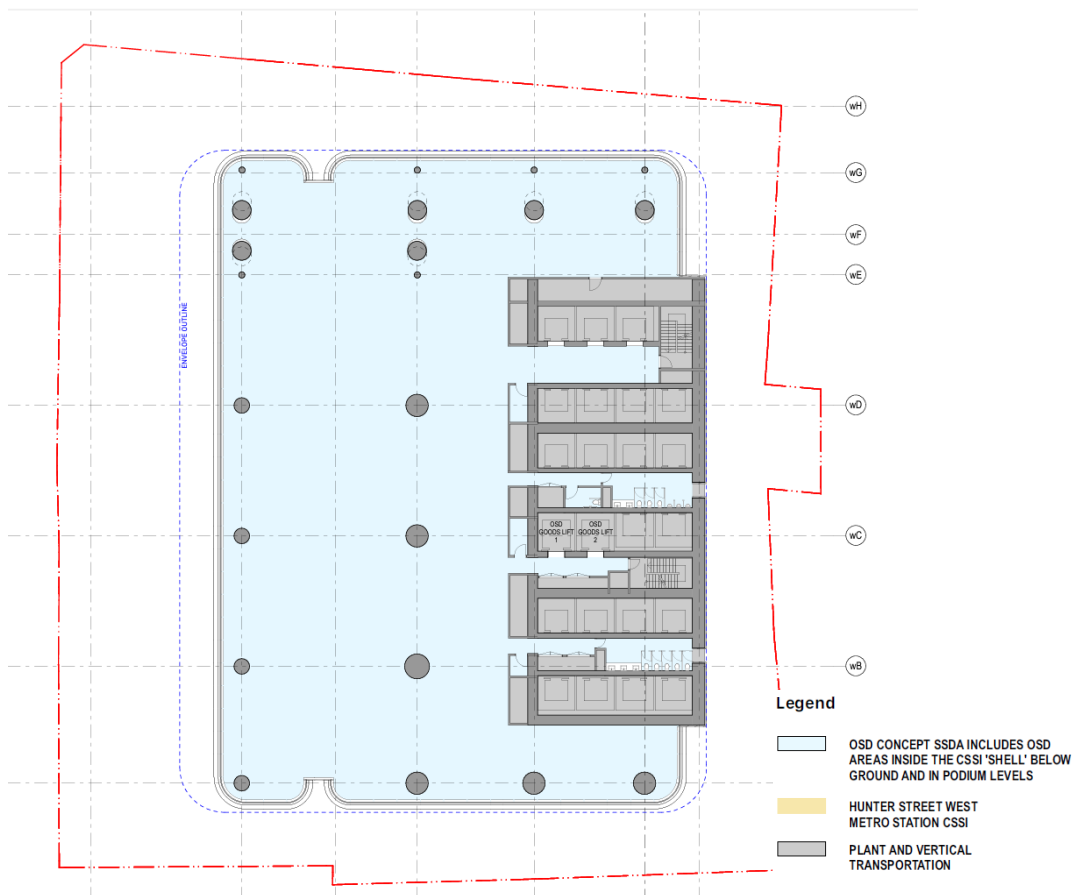 wH
wG
wF
wE
ENVELOPE OUTLINE
wD
OSD
GOODS LIFT
1
OSD
GOODS LIFT
2
wC
wB
Legend
OSD CONCEPT SSDA INCLUDES OSD
AREAS INSIDE THE CSSI 'SHELL' BELOW
GROUND AND IN PODIUM LEVELS
HUNTER STREET WEST
METRO STATION CSSI
PLANT AND VERTICAL
TRANSPORTATION